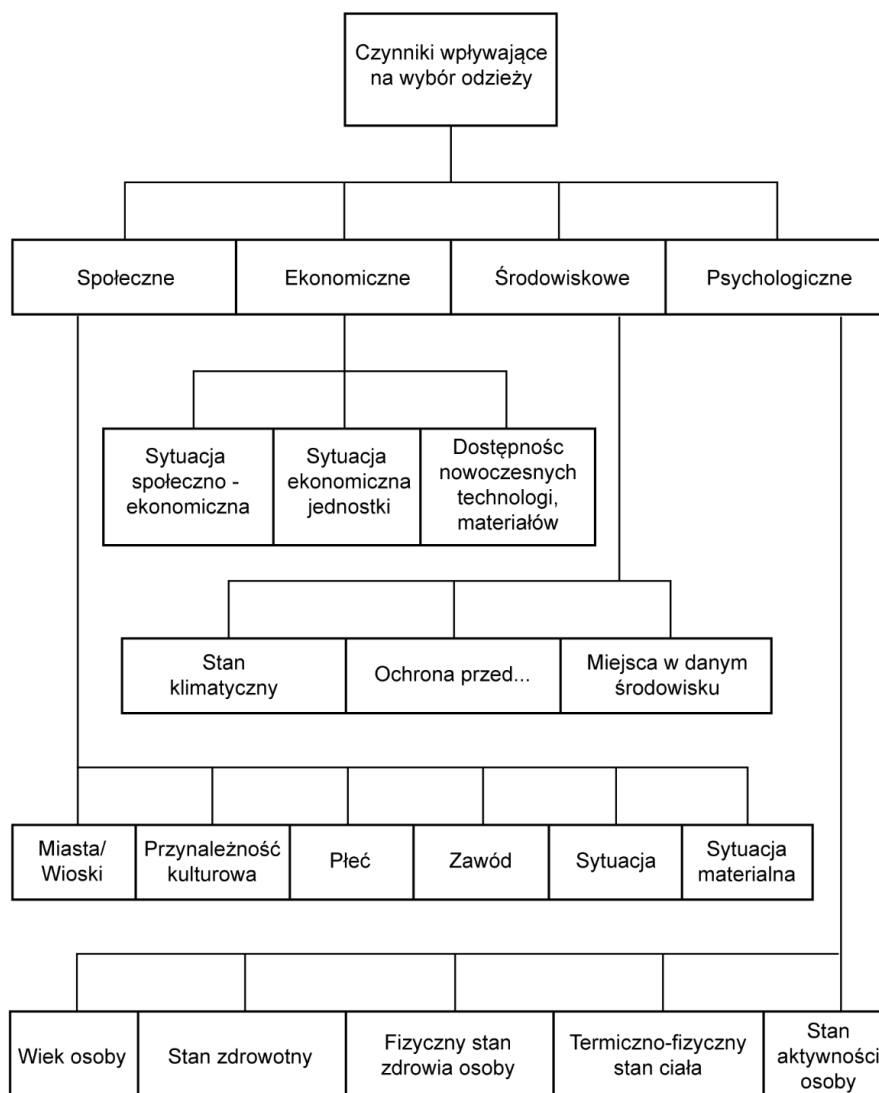 Czynniki wpływające
na wybór odzieży
Społeczne
Ekonomiczne
Środowiskowe
Psychologiczne
Sytuacja
społeczno -
ekonomiczna
Sytuacja
ekonomiczna
jednostki
Dostępnośc
nowoczesnych
technologi,
materiałów
Stan
klimatyczny
Ochrona przed...
Miejsca w danym
środowisku
Miasta/
Wioski
Przynależność
kulturowa
Płeć
Zawód
Sytuacja
Sytuacja
materialna
Wiek osoby
Stan zdrowotny
Fizyczny stan
zdrowia osoby
Termiczno-fizyczny
stan ciała
Stan
aktywności
osoby